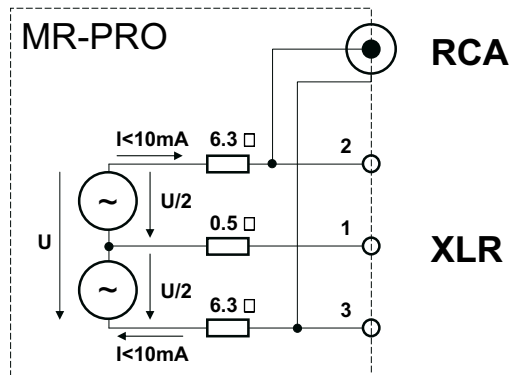 MR-PRO
RCA
I<10mA
6.3 □
2
U/2
0.5 □
1
U
XLR
U/2
6.3 □
3
I<10mA